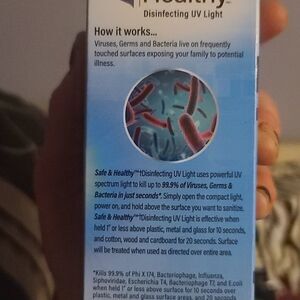 Healthy™
Disinfecting UV Light
How it works...
Viruses, Germs and Bacteria live on frequently
touched surfaces exposing your family to potential
illness.
Safe & Healthy™†Disinfecting UV Light uses powerful UV
spectrum light to kill up to 99.9% of Viruses, Germs &
Bacteria in just seconds*. Simply open the compact light,
power on, and hold above the surface you want to sanitize.
Safe & Healthy™†Disinfecting UV Light is effective when
held 1" or less above plastic, metal and glass for 10 seconds,
and cotton, wood and cardboard for 20 seconds. Surface
will be treated when used as directed over entire area.
*Kills 99.9% of Phi X 174, Bacteriophage, Influenza,
Siphoviridae, Escherichia T4, Bacteriophage T7, and E.coli
when held 1" or less above surface for 10 seconds over
plastic, metal and glass surface areas, and 20 seconds